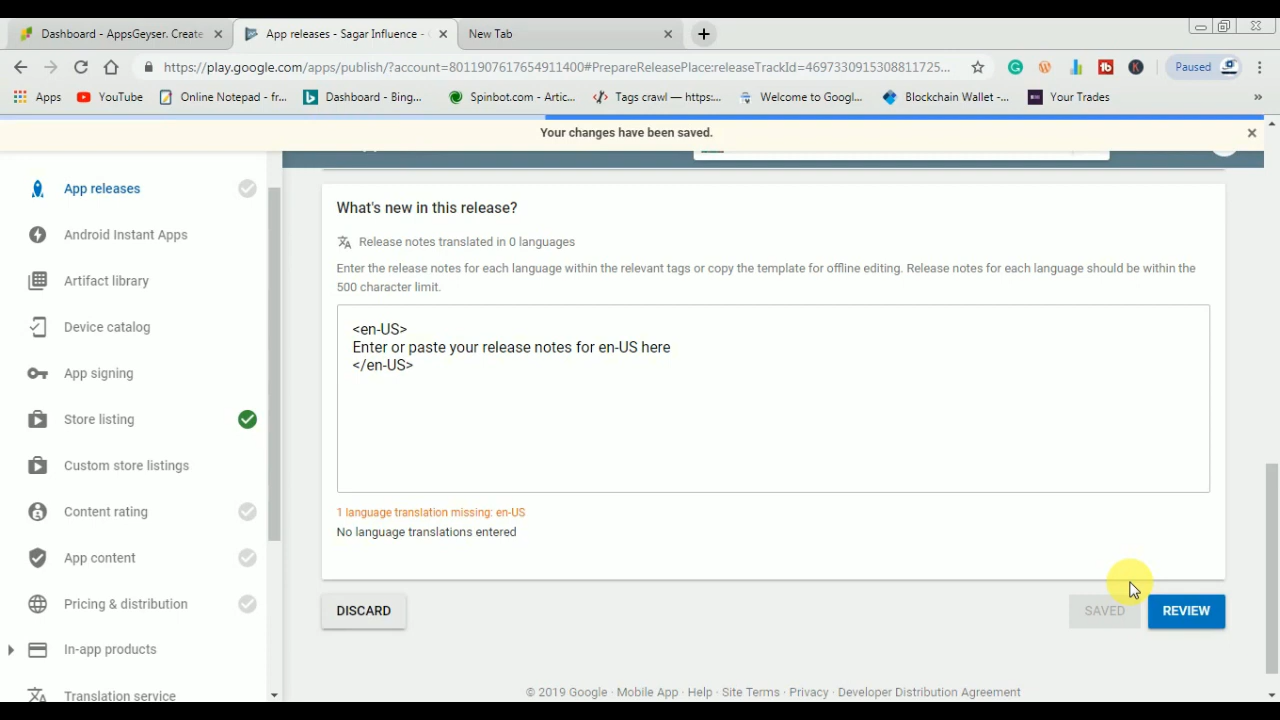 Dashboard - AppsGeyser. Create
App releases - Sagar Influence -
New Tab
https://play.google.com/apps/publish/?account=8011907617654911400#PrepareReleasePlace:releaseTrackId=4697330915308811725...
Paused
Apps
YouTube
Online Notepad - fr...
Dashboard - Bing...
Spinbot.com - Artic...
Tags crawl — https:...
Welcome to Googl...
Blockchain Wallet -...
Your Trades
»
Your changes have been saved.
App releases
Android Instant Apps
Artifact library
Device catalog
App signing
Store listing
Custom store listings
Content rating
App content
Pricing & distribution
In-app products
Translation service
What's new in this release?
Release notes translated in 0 languages
Enter the release notes for each language within the relevant tags or copy the template for offline editing. Release notes for each language should be within the
500 character limit.
<en-US>
Enter or paste your release notes for en-US here
</en-US>
1 language translation missing: en-US
No language translations entered
DISCARD
SAVED
REVIEW
© 2019 Google · Mobile App · Help · Site Terms · Privacy · Developer Distribution Agreement